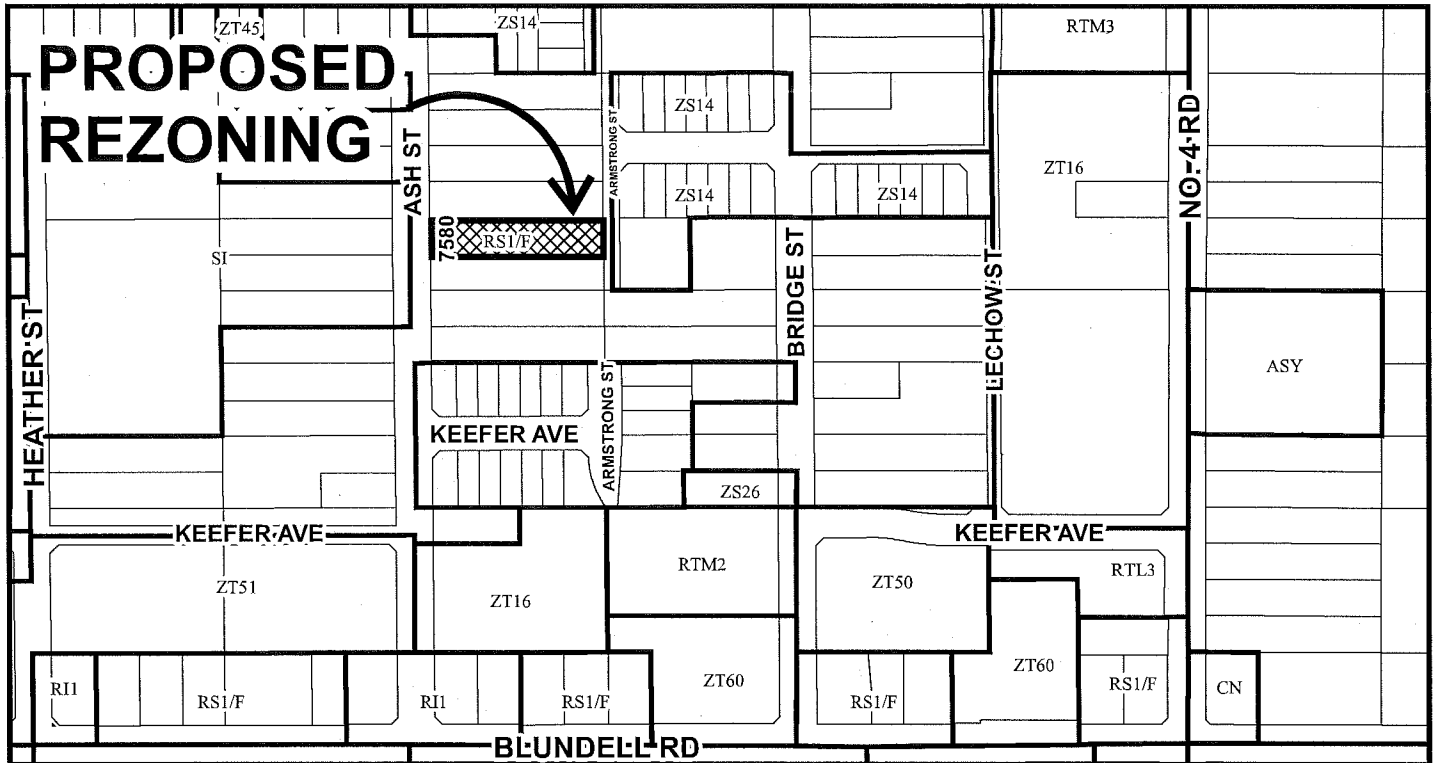 ZT45
ZS14
RTM3
PROPOSED
REZONING
ZS14
ARMSTRONG ST
ASH ST
NO. 4 RD
ZT16
ZS14
ZS14
7580
RS1/F
SI
BRIDGE ST
LECHOW ST
HEATHER ST
ASY
ARMSTRONG ST
KEEFER AVE
ZS26
KEEFER AVE
KEEFER AVE
RTM2
RTL3
ZT51
ZT16
ZT50
ZT60
ZT60
RI1
RS1/F
RI1
RS1/F
RS1/F
RS1/F
CN
BLUNDELL RD